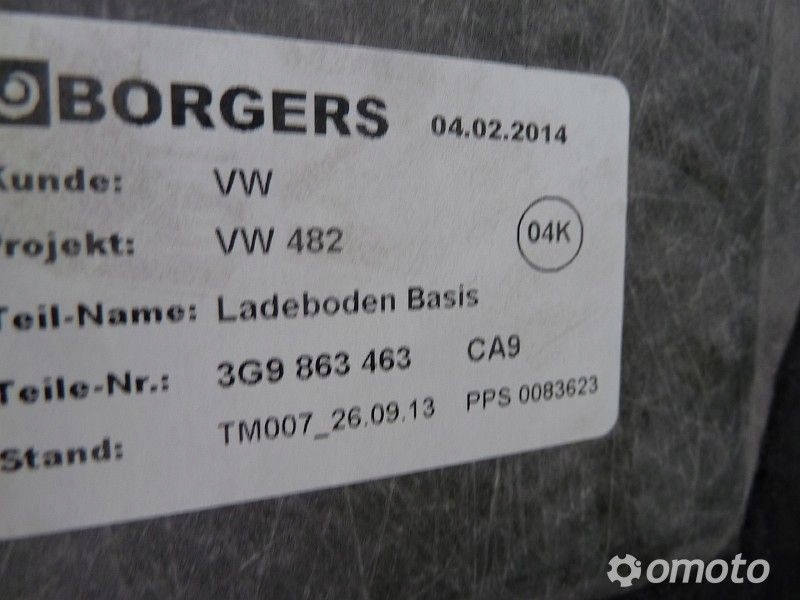 BORGERS 04.02.2014
Kunde: VW
Projekt: VW 482 04K
Teil-Name: Ladeboden Basis
Teile-Nr.: 3G9 863 463 CA9
Stand: TM007_26.09.13 PPS 0083623
omoto